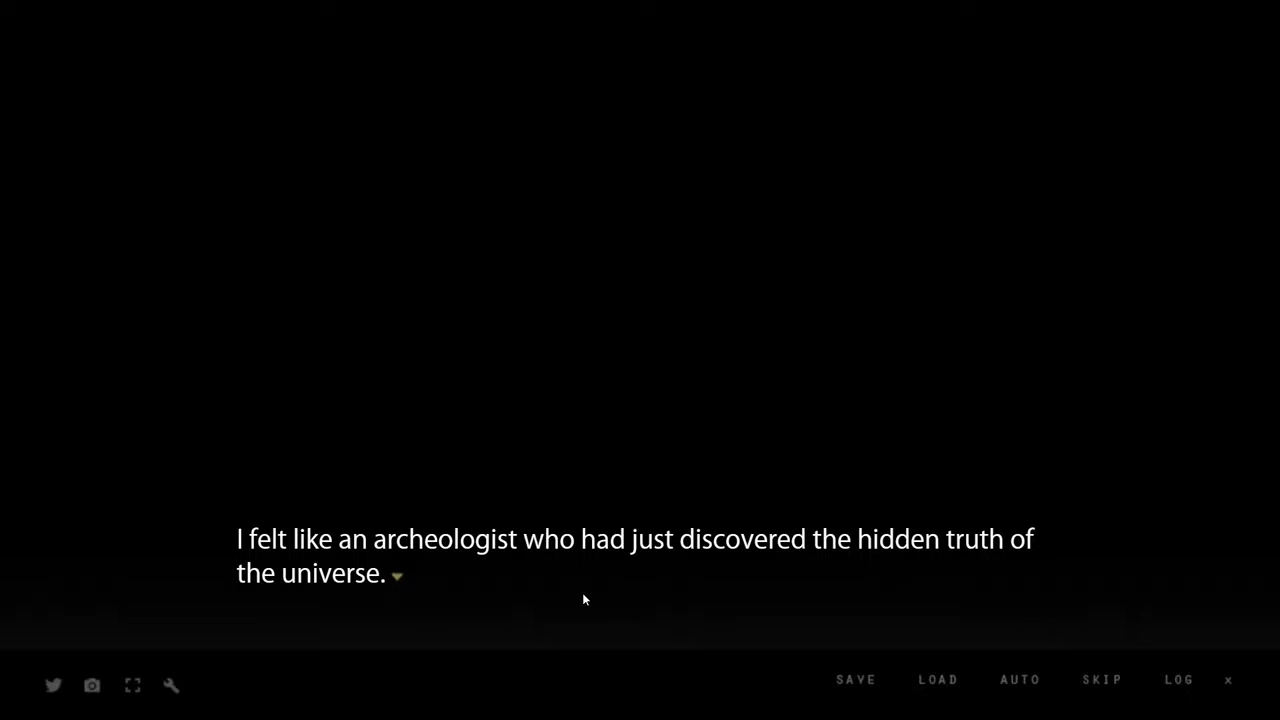 I felt like an archeologist who had just discovered the hidden truth of
the universe.
SAVE LOAD AUTO SKIP LOG ×